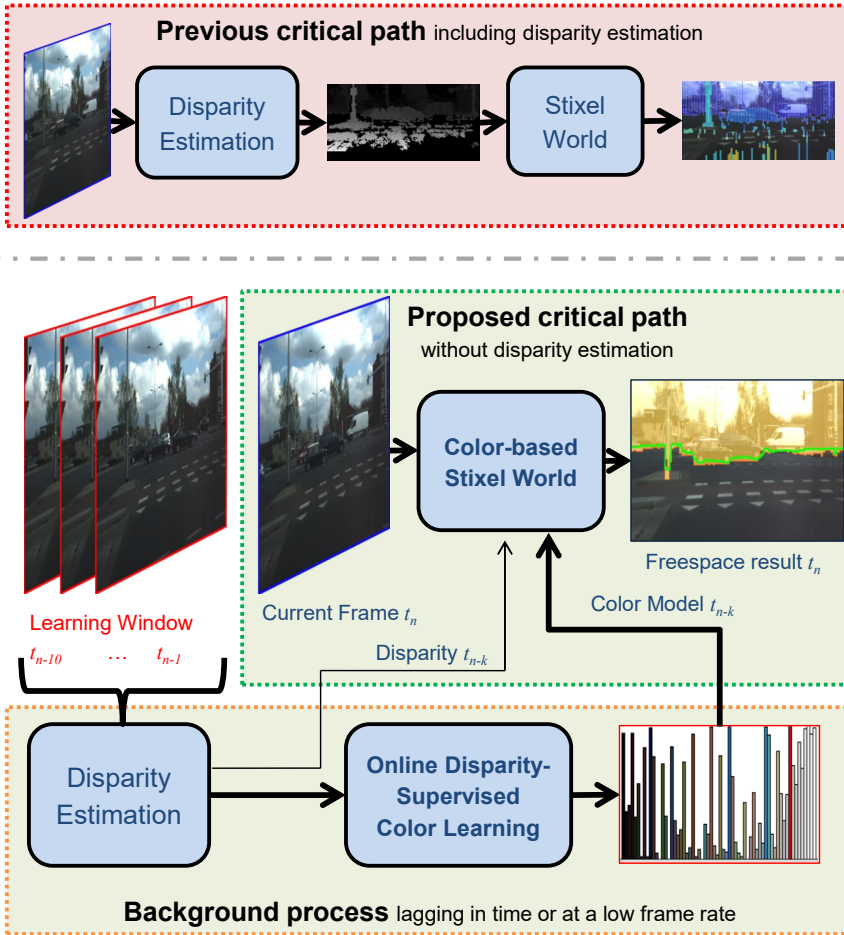 Previous critical path including disparity estimation
Disparity
Estimation
Stixel
World
Proposed critical path
without disparity estimation
Color-based
Stixel World
Freespace result tn
Current Frame tn
Color Model tn-k
Learning Window
tn-10 … tn-1
Disparity tn-k
Disparity
Estimation
Online Disparity-
Supervised
Color Learning
Background process lagging in time or at a low frame rate